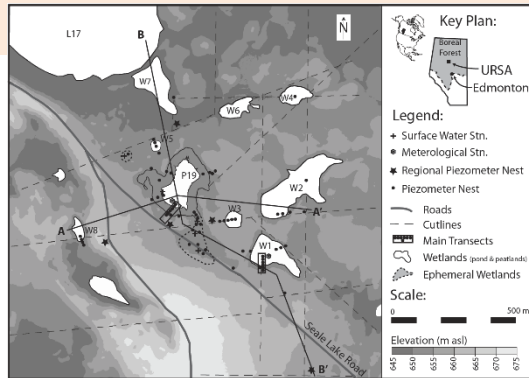 L17
B
N
W7
W4
W6
W5
P19
W2
W3
A'
A
W8
W1
Seale Lake Road
B'
Key Plan:
Boreal
Forest
URSA
Edmonton
Legend:
Surface Water Stn.
Meterological Stn.
Regional Piezometer Nest
Piezometer Nest
Roads
Cutlines
Main Transects
Wetlands (pond & peatlands)
Ephemeral Wetlands
Scale:
0 500 m
Elevation (m asl)
645 650 655 660 665 670 675